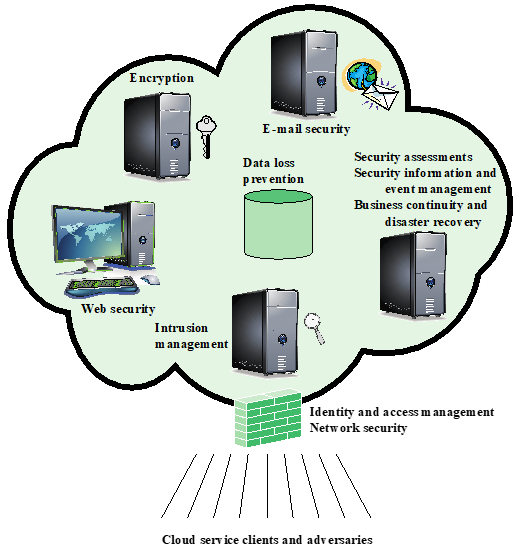 Encryption
E-mail security
Data loss
prevention
Security assessments
Security information and
event management
Business continuity and
disaster recovery
Web security
Intrusion
management
Identity and access management
Network security
Cloud service clients and adversaries